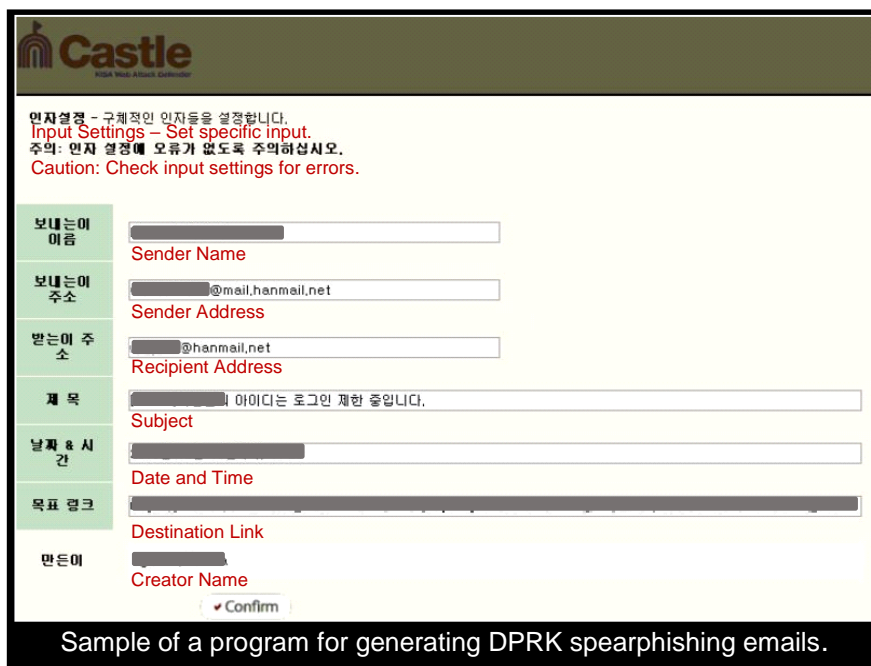 Castle
KISA Web Attack Defender
인자설정 - 구체적인 인자들을 설정합니다.
Input Settings – Set specific input.
주의: 인자 설정에 오류가 없도록 주의하십시오.
Caution: Check input settings for errors.
보내는이
이름
Sender Name
보내는이
주소
@mail.hanmail.net
Sender Address
받는이 주
소
@hanmail.net
Recipient Address
제 목
아이디는 로그인 제한 중입니다.
Subject
날짜 & 시
간
Date and Time
목표 링크
Destination Link
만든이
Creator Name
Confirm
Sample of a program for generating DPRK spearphishing emails.